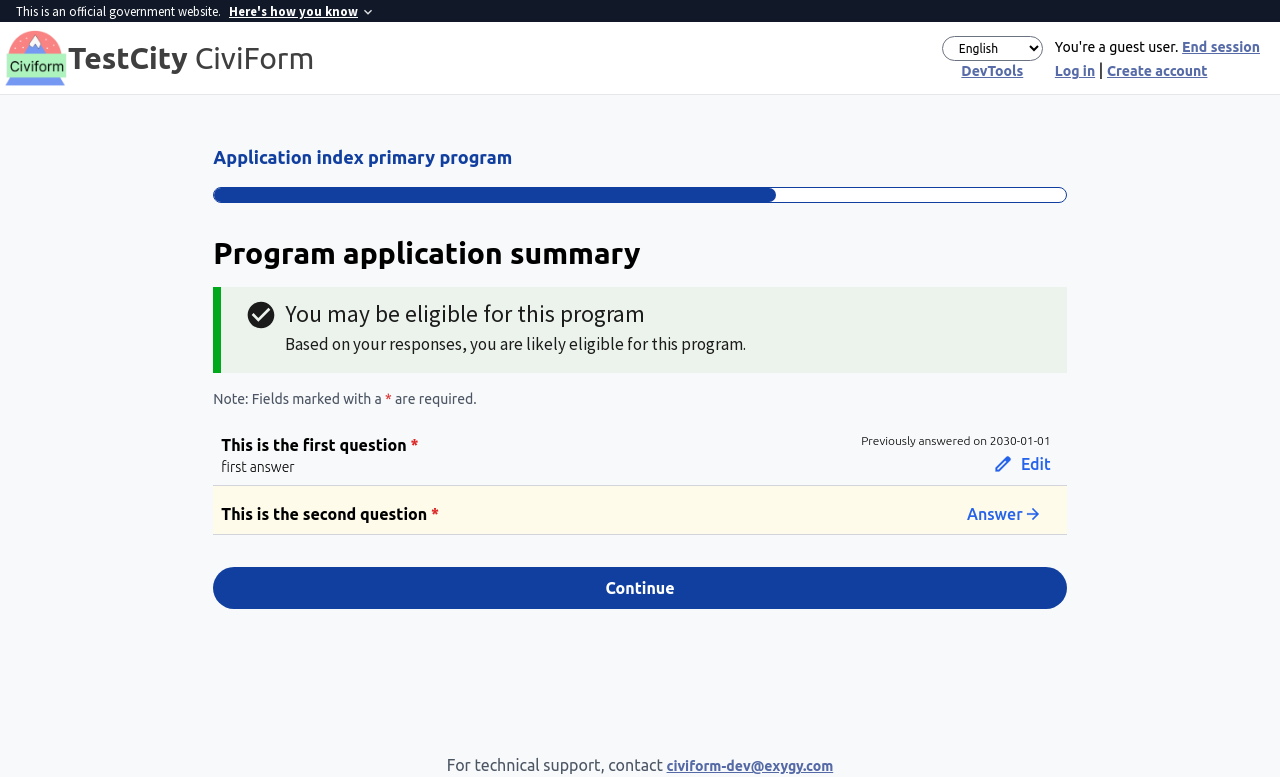 This is an official government website. Here's how you know
Civiform
TestCity CiviForm
English
You're a guest user. End session
DevTools
Log in | Create account
Application index primary program
Program application summary
You may be eligible for this program
Based on your responses, you are likely eligible for this program.
Note: Fields marked with a * are required.
This is the first question *
Previously answered on 2030-01-01
first answer
Edit
This is the second question *
Answer
Continue
For technical support, contact civiform-dev@exygy.com